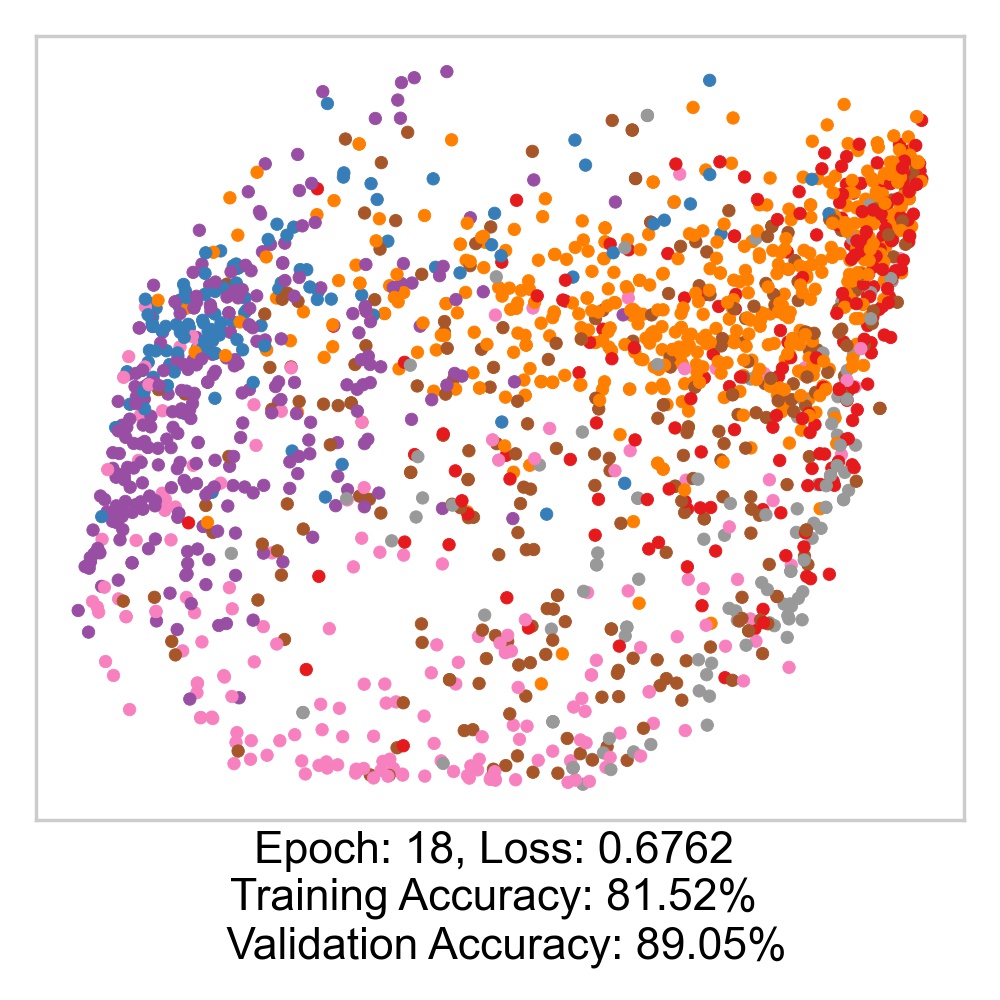 Epoch: 18, Loss: 0.6762
Training Accuracy: 81.52%
Validation Accuracy: 89.05%